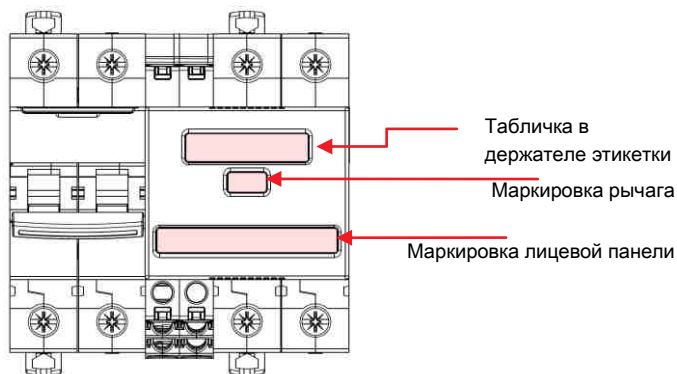 Табличка в
держателе этикетки
Маркировка рычага
Маркировка лицевой панели